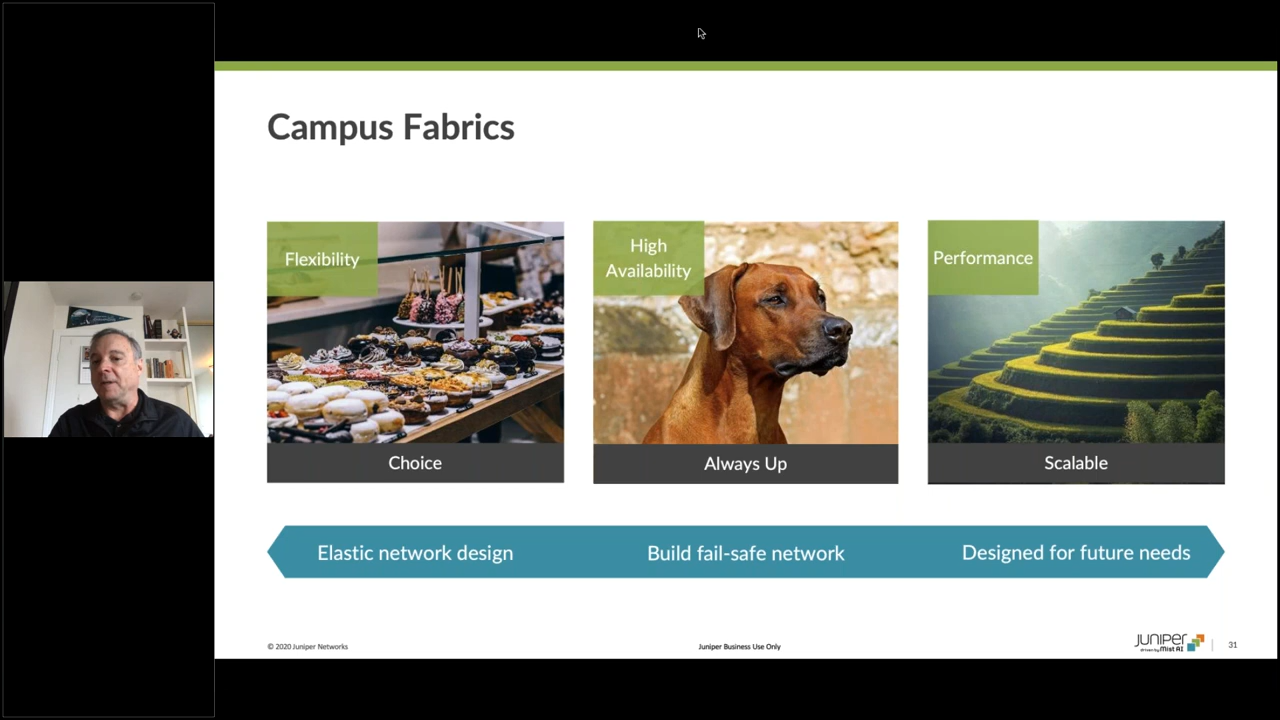 Campus Fabrics
Flexibility
Choice
High
Availability
Always Up
Performance
Scalable
Elastic network design
Build fail-safe network
Designed for future needs
© 2020 Juniper Networks
Juniper Business Use Only
JUNIPER
driven by Mist AI
31